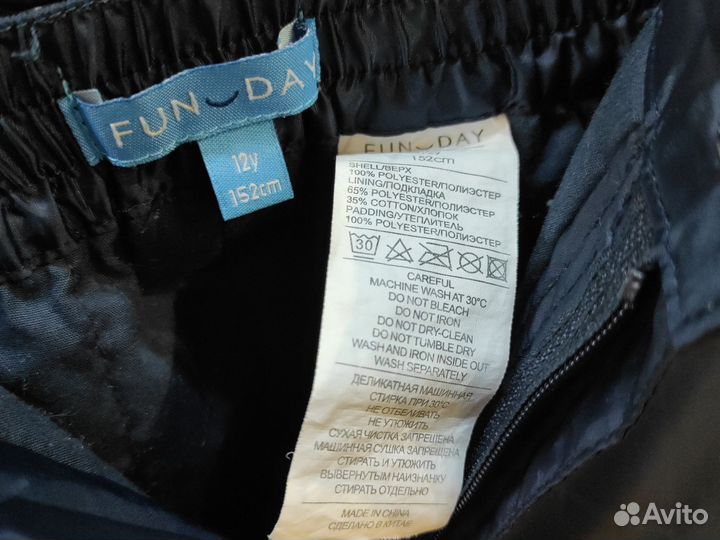 FUN DAY
12y
152cm
FUN DAY
152cm
SHELL/ВЕРХ
100% POLYESTER/ПОЛИЭСТЕР
LINING/ПОДКЛАДКА
65% POLYESTER/ПОЛИЭСТЕР
35% COTTON/ХЛОПОК
PADDING/УТЕПЛИТЕЛЬ
100% POLYESTER/ПОЛИЭСТЕР
30
CAREFUL
MACHINE WASH AT 30°C
DO NOT BLEACH
DO NOT IRON
DO NOT DRY-CLEAN
DO NOT TUMBLE DRY
WASH AND IRON INSIDE OUT
WASH SEPARATELY
ДЕЛИКАТНАЯ МАШИННАЯ
СТИРКА ПРИ 30°C
НЕ ОТБЕЛИВАТЬ
НЕ УТЮЖИТЬ
СУХАЯ ЧИСТКА ЗАПРЕЩЕНА
МАШИННАЯ СУШКА ЗАПРЕЩЕНА
СТИРАТЬ И УТЮЖИТЬ
ВЫВЕРНУТЫМ НАИЗНАНКУ
СТИРАТЬ ОТДЕЛЬНО
MADE IN CHINA
СДЕЛАНО В КИТАЕ
Avito